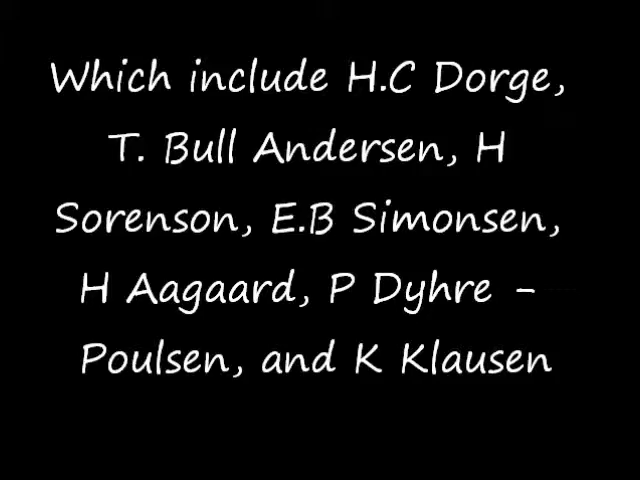 Which include H.C Dorge,
T. Bull Andersen, H
Sorenson, E.B Simonsen,
H Aagaard, P Dyhre -
Poulsen, and K Klausen